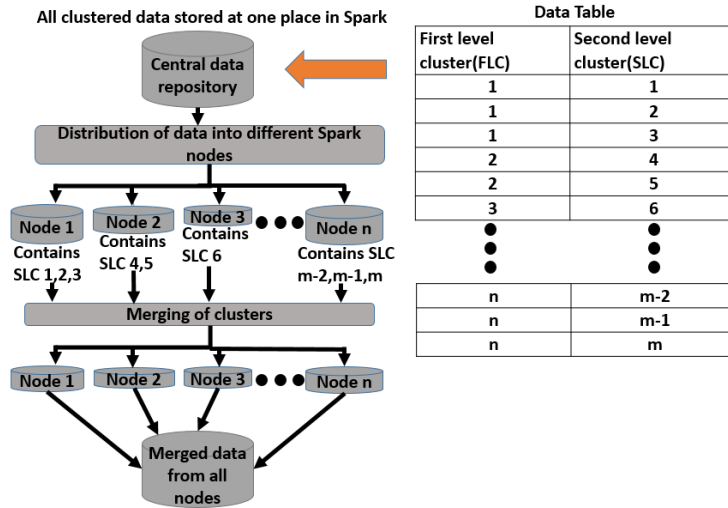 All clustered data stored at one place in Spark
Central data
repository
Distribution of data into different Spark
nodes
Node 1
Node 2
Node 3
Node n
Contains
SLC 1,2,3
Contains
SLC 4,5
Contains
SLC 6
Contains SLC
m-2,m-1,m
Merging of clusters
Node 1
Node 2
Node 3
Node n
Merged data
from all
nodes
Data Table
First level
cluster(FLC)
Second level
cluster(SLC)
1 1
1 2
1 3
2 4
2 5
3 6
n m-2
n m-1
n m